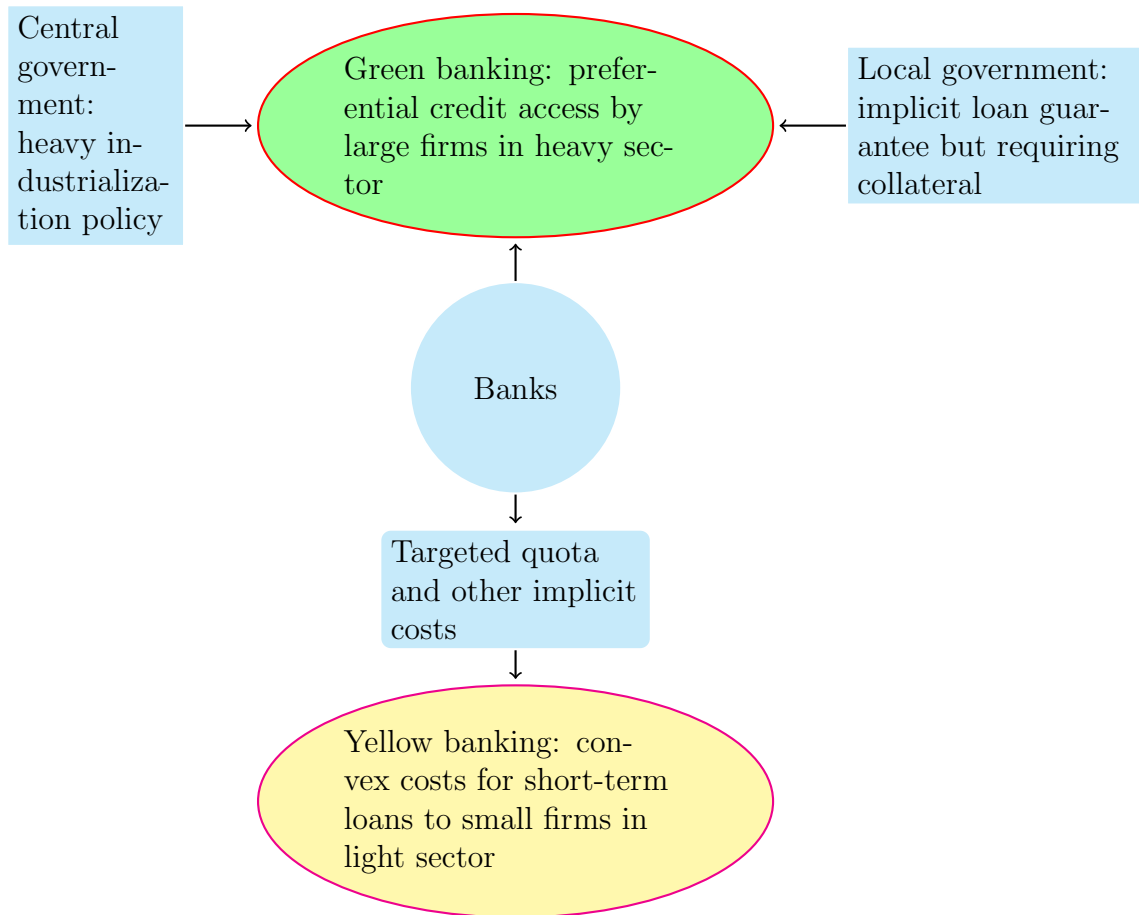 Central
govern-
ment:
heavy in-
dustrializa-
tion policy
Green banking: prefer-
ential credit access by
large firms in heavy sec-
tor
Local government:
implicit loan guar-
antee but requiring
collateral
Banks
Targeted quota
and other implicit
costs
Yellow banking: con-
vex costs for short-term
loans to small firms in
light sector